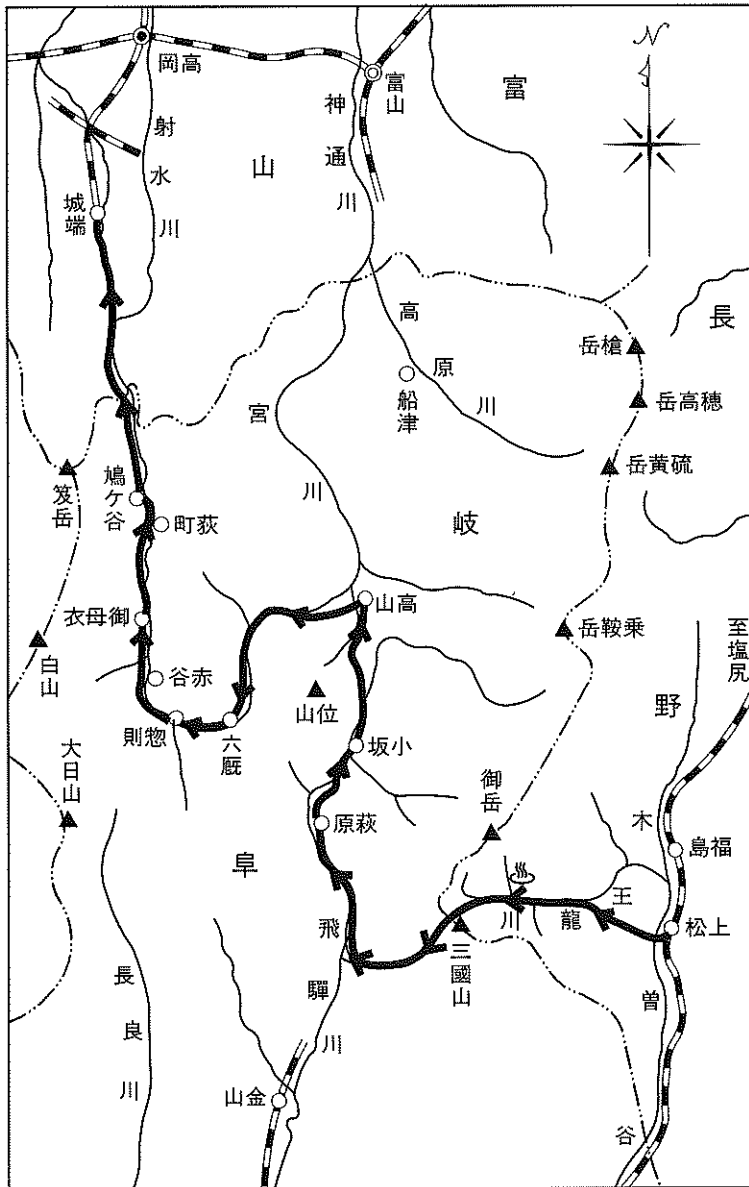 N
高岡
富山
富山
神通川
射水川
城端
長野
高原川
船津
槍岳
穗高岳
硫黄岳
宮川
笈岳
鳩ケ谷
荻町
岐阜
御母衣
高山
乗鞍岳
至塩尻
白山
赤谷
位山
惣則
六厩
小坂
大日山
御岳
萩原
木曽谷
福島
王龍川
上松
三國山
飛驒川
長良川
金山